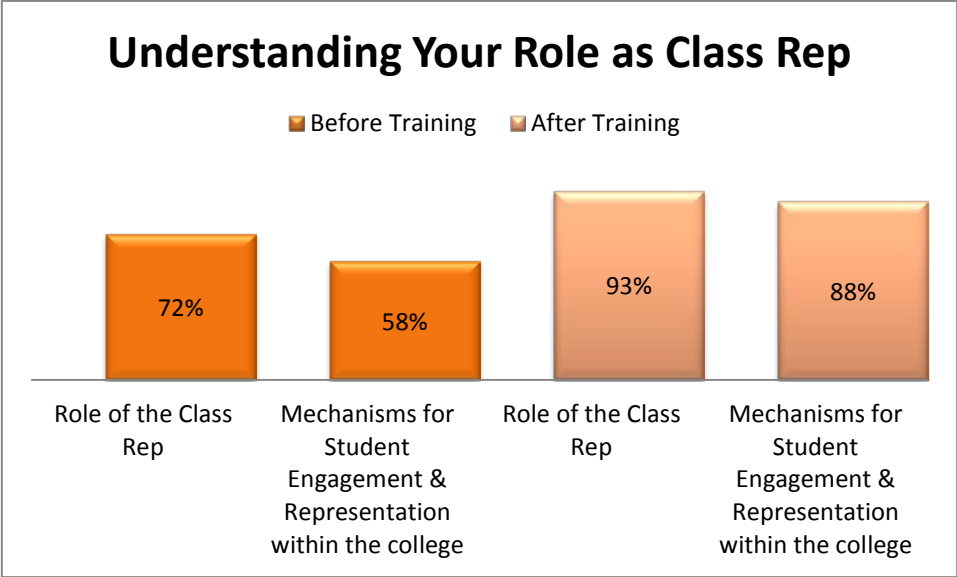 Understanding Your Role as Class Rep
Before Training After Training
72%
58%
93%
88%
Role of the Class
Rep
Mechanisms for
Student
Engagement &
Representation
within the college
Role of the Class
Rep
Mechanisms for
Student
Engagement &
Representation
within the college